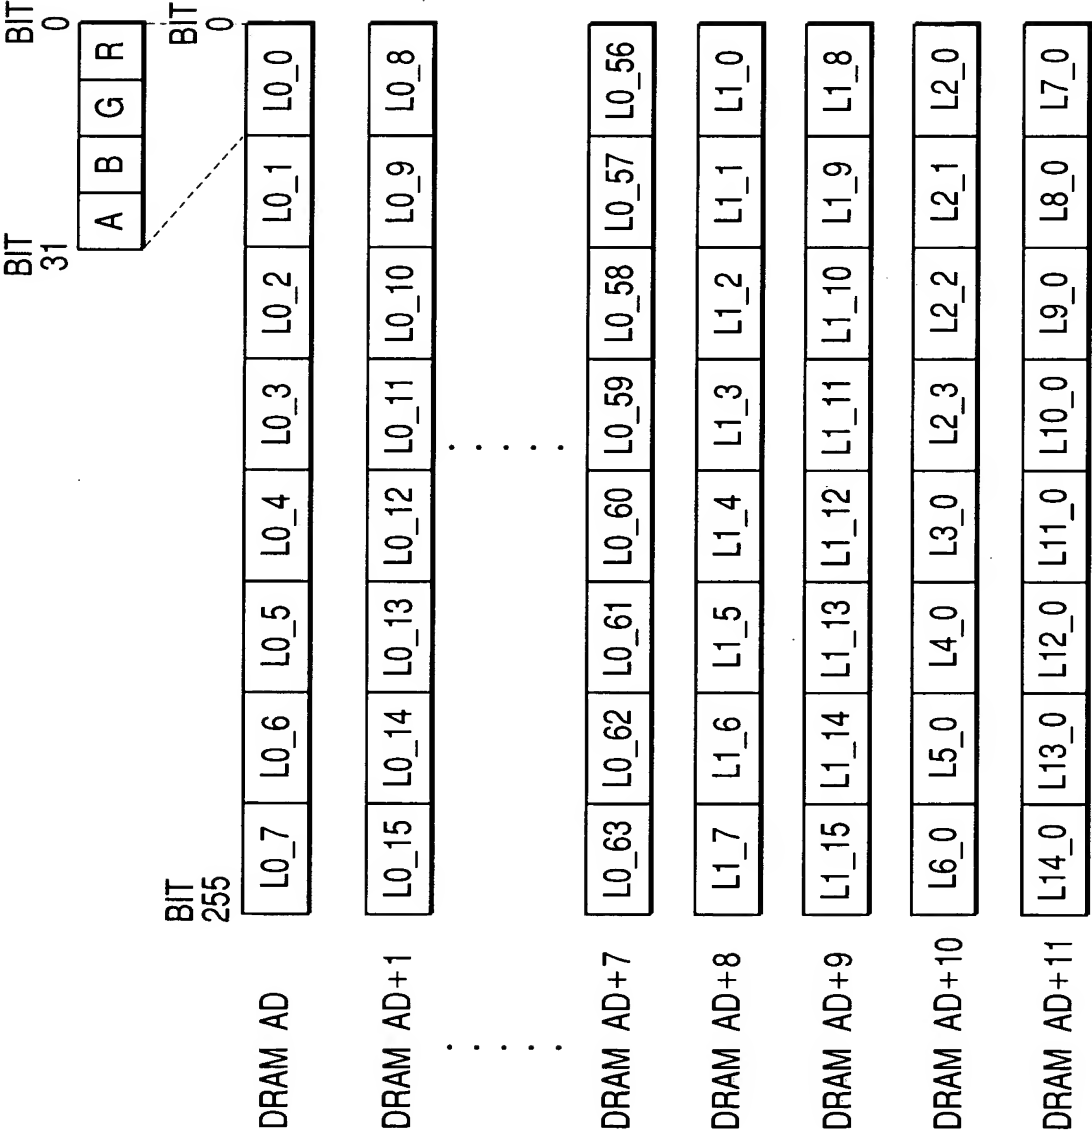 BIT 31
BIT 0
A B G R
BIT 255
BIT 0
DRAM AD L0_7 L0_6 L0_5 L0_4 L0_3 L0_2 L0_1 L0_0
DRAM AD+1 L0_15 L0_14 L0_13 L0_12 L0_11 L0_10 L0_9 L0_8
. . . . . . . . . .
DRAM AD+7 L0_63 L0_62 L0_61 L0_60 L0_59 L0_58 L0_57 L0_56
DRAM AD+8 L1_7 L1_6 L1_5 L1_4 L1_3 L1_2 L1_1 L1_0
DRAM AD+9 L1_15 L1_14 L1_13 L1_12 L1_11 L1_10 L1_9 L1_8
DRAM AD+10 L6_0 L5_0 L4_0 L3_0 L2_3 L2_2 L2_1 L2_0
DRAM AD+11 L14_0 L13_0 L12_0 L11_0 L10_0 L9_0 L8_0 L7_0